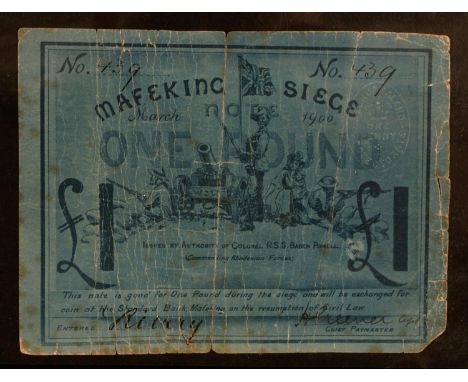 No. 439 No. 439
MAFEKING SIEGE
NOTE
March 1900
ONE POUND
£1 £1
ISSUED BY AUTHORITY OF COLONEL R.S.S. BADEN POWELL
(Commanding Rhodesian Forces)
This note is good for One Pound during the siege and will be exchanged for
coin at the Standard Bank Mafeking on the resumption of Civil Law
ENTERED
CHIEF PAYMASTER